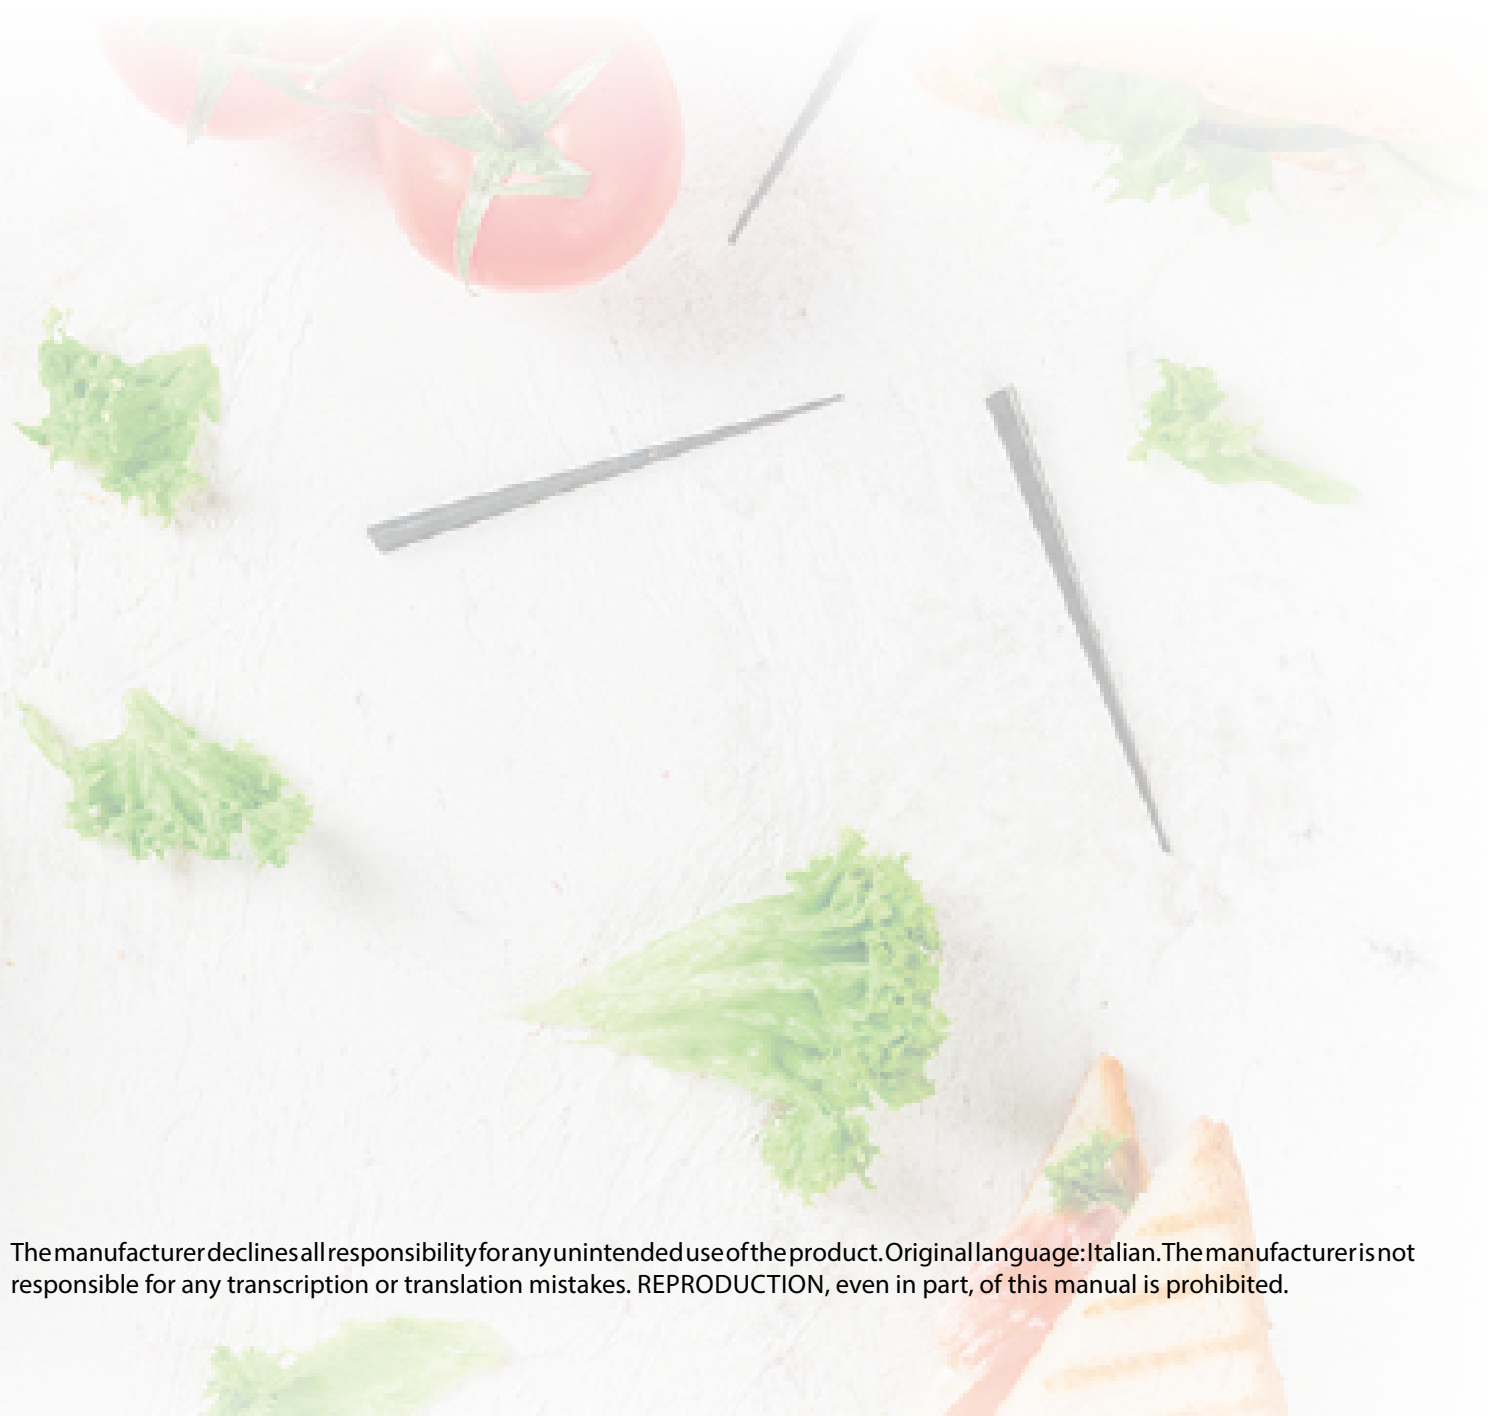 The manufacturer declines all responsibility for any unintended use of the product. Original language: Italian. The manufacturer is not
responsible for any transcription or translation mistakes. REPRODUCTION, even in part, of this manual is prohibited.